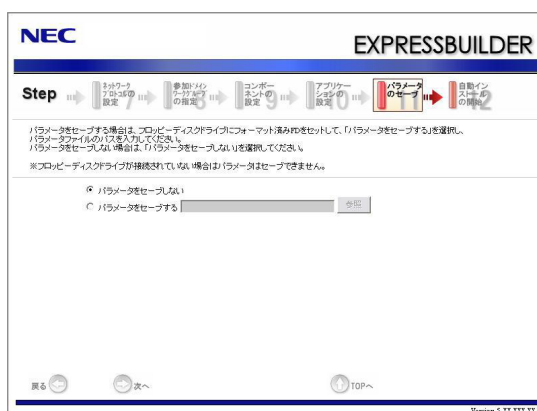 NEC
EXPRESSBUILDER
Step
ネットワーク
プロトコルの
設定 7
参加ドメイン
ワークグループ
の指定 8
コンポー
ネントの
設定 9
アプリケー
ションの
設定 10
パラメータ
のセーブ 11
自動イン
ストール
の開始 12
パラメータをセーブする場合は、フロッピーディスクドライブにフォーマット済みFDをセットして、「パラメータをセーブする」を選択し、
パラメータファイルのパスを入力してください。
パラメータをセーブしない場合は、「パラメータをセーブしない」を選択してください。
※フロッピーディスクドライブが接続されていない場合はパラメータはセーブできません。
パラメータをセーブしない
パラメータをセーブする
参照
戻る
次へ
TOPへ
Version 5.XX.XXX.XX